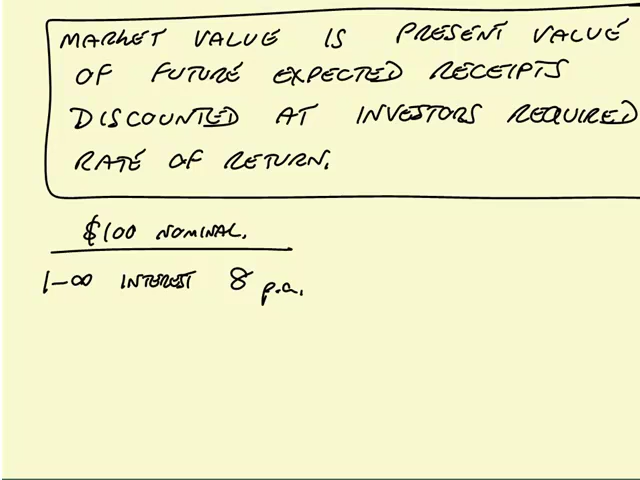 MARKET VALUE IS PRESENT VALUE
OF FUTURE EXPECTED RECEIPTS
DISCOUNTED AT INVESTORS REQUIRED
RATE OF RETURN.
$100 NOMINAL.
1-∞ INTEREST 8 p.a.